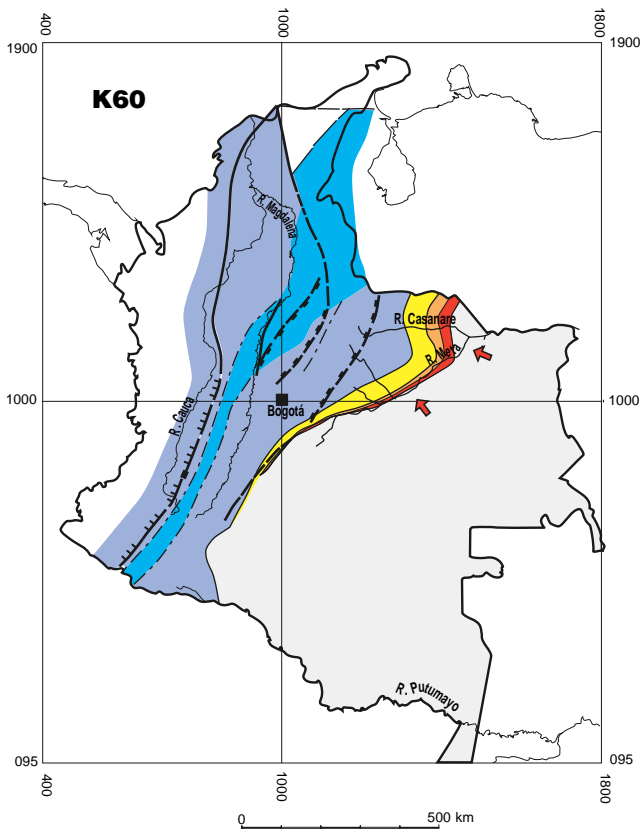 400
1000
1800
1900
1900
K60
R. Magdalena
R. Casanare
R. Meta
R. Cauca
1000
1000
Bogotá
R. Putumayo
095
095
400
1000
1800
0
500 km